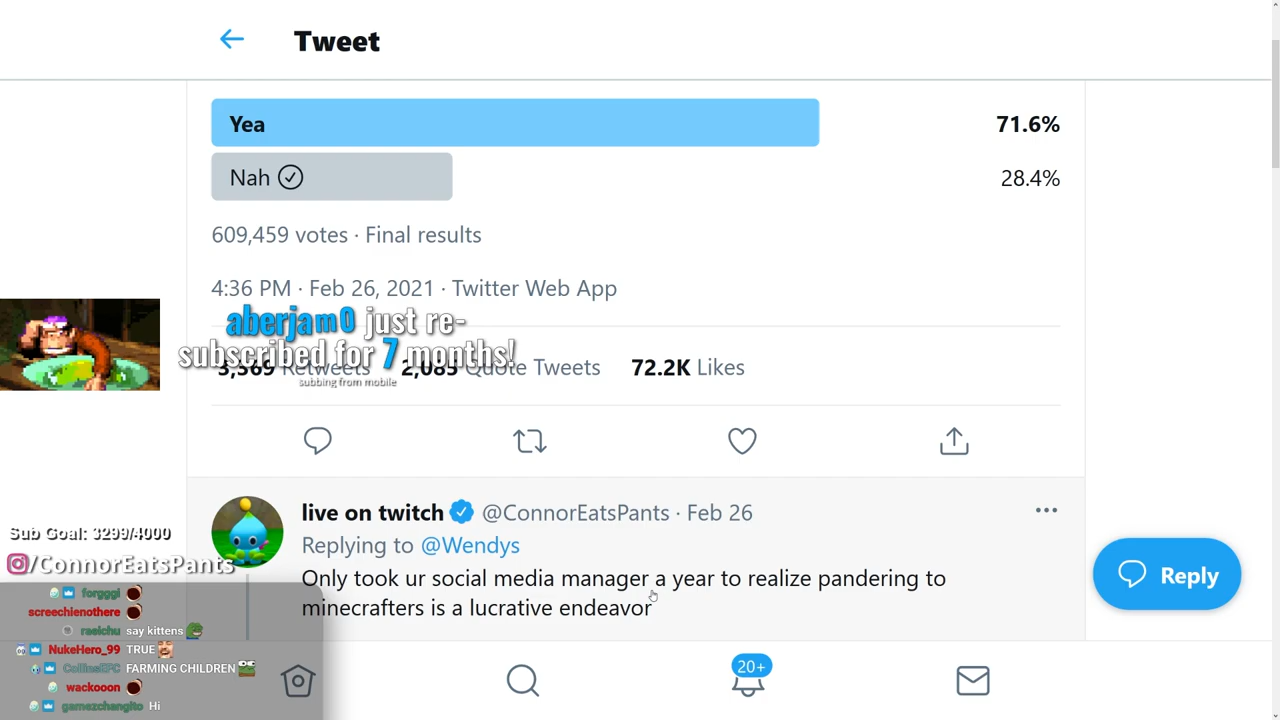 Tweet
Yea 71.6%
Nah 28.4%
609,459 votes · Final results
4:36 PM · Feb 26, 2021 · Twitter Web App
aberjam0 just re-
subscribed for 7 months!
3,369 Retweets 2,085 Quote Tweets 72.2K Likes
subbing from mobile
live on twitch @ConnorEatsPants · Feb 26
Replying to @Wendys
Only took ur social media manager a year to realize pandering to
minecrafters is a lucrative endeavor
Reply
Sub Goal: 3299/4000
/ConnorEatsPants
forgggi
screechienothere
raeichu say kittens
NukeHero_99 TRUE
CollinsEFC FARMING CHILDREN
wackooon
gamezchangito Hi
20+